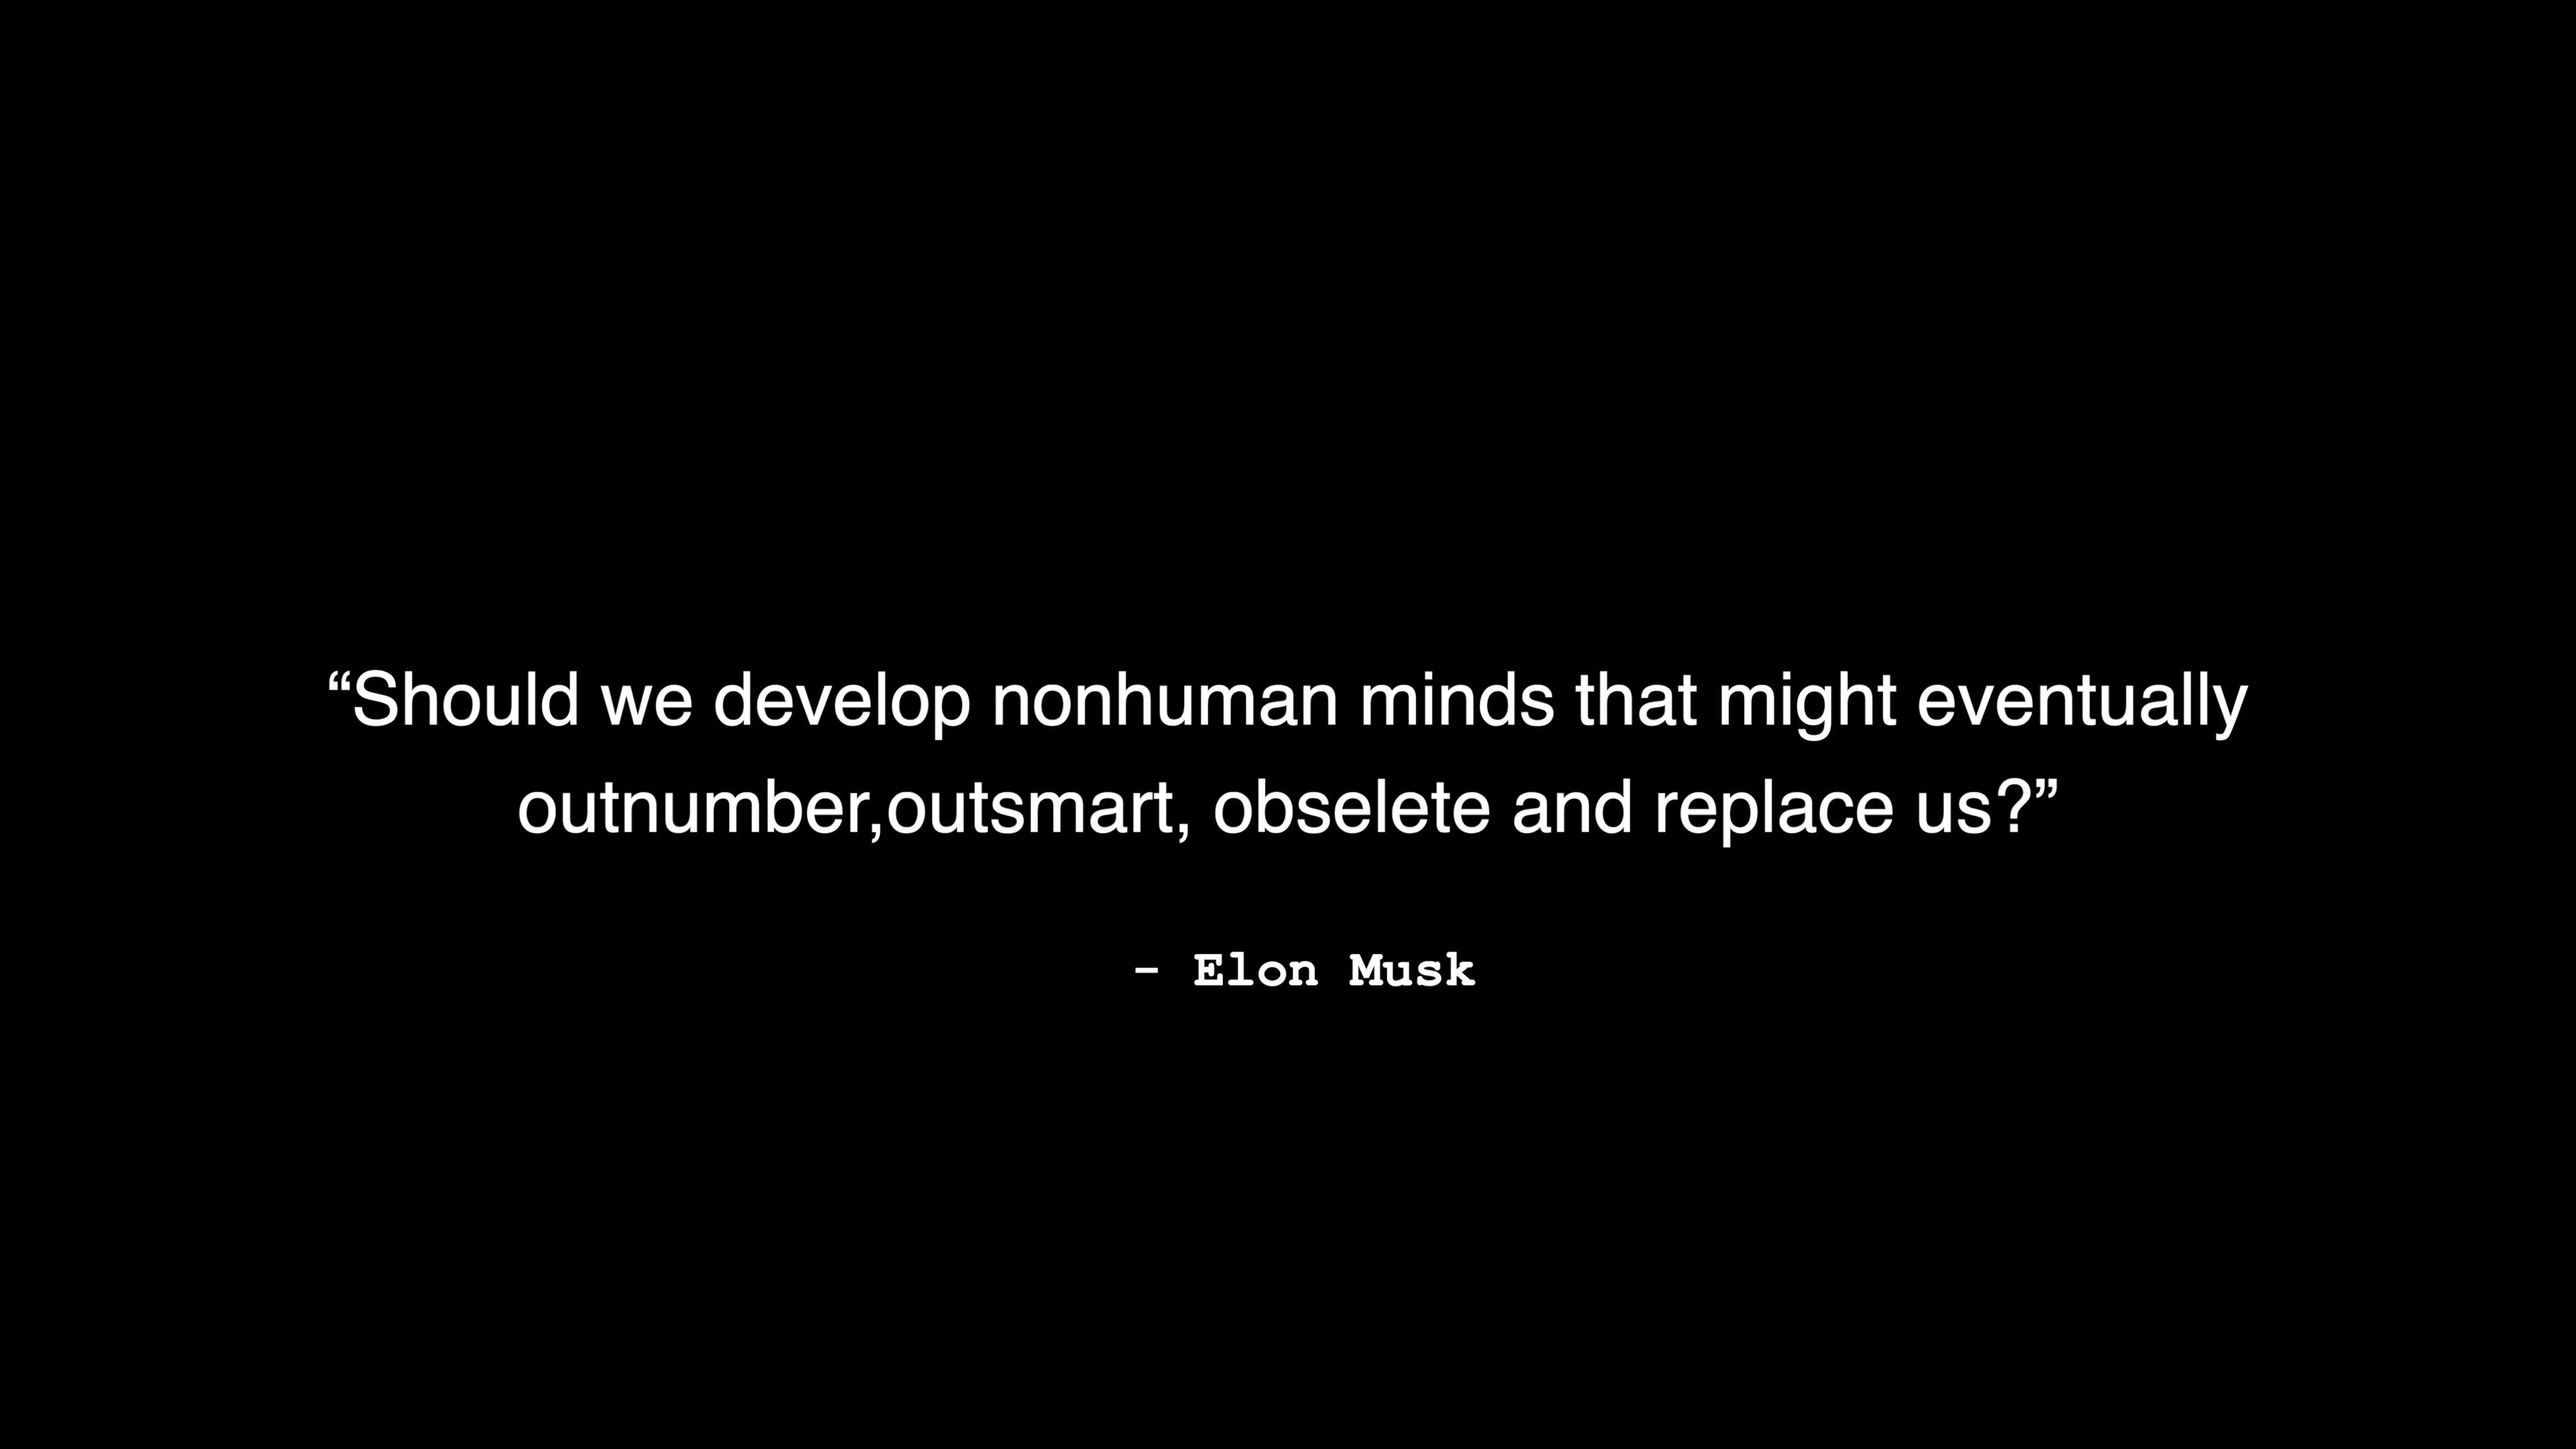 “Should we develop nonhuman minds that might eventually
outnumber,outsmart, obselete and replace us?”
- Elon Musk